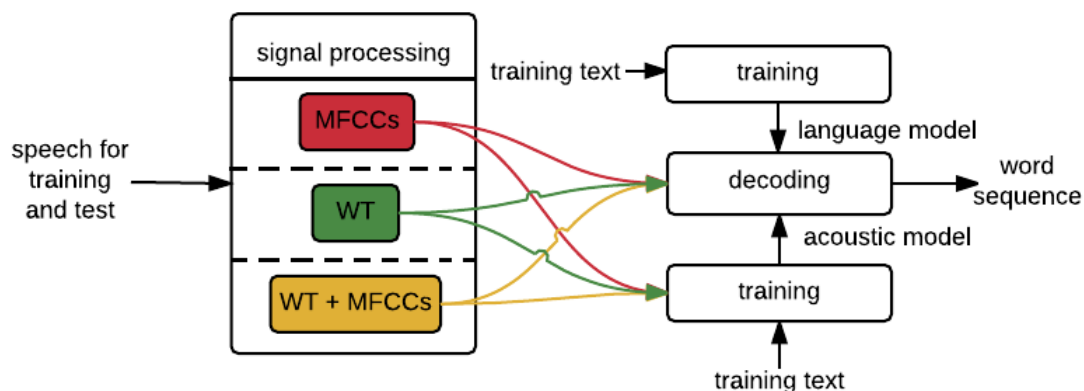 signal processing
MFCCs
WT
WT + MFCCs
speech for
training
and test
training text
training
language model
decoding
word
sequence
acoustic model
training
training text